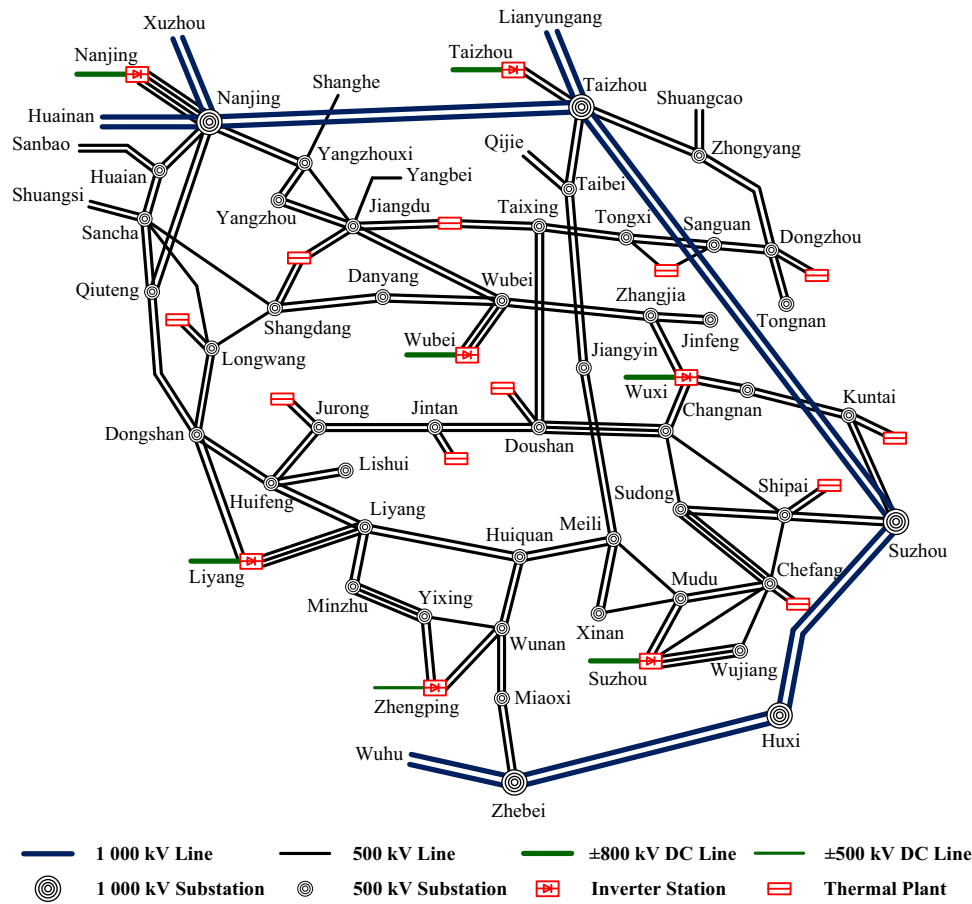 Xuzhou
Lianyungang
Nanjing
Taizhou
Shanghe
Nanjing
Taizhou
Shuangcao
Huainan
Sanbao
Yangzhouxi
Qijie
Zhongyang
Huaian
Yangbei
Taibei
Shuangsi
Yangzhou
Jiangdu
Taixing
Tongxi
Sanguan
Sancha
Dongzhou
Danyang
Wubei
Qiuteng
Zhangjia
Shangdang
Wubei
Jinfeng
Tongnan
Longwang
Jiangyin
Wuxi
Changnan
Kuntai
Jurong
Jintan
Doushan
Dongshan
Lishui
Huifeng
Sudong
Shipai
Liyang
Huiquan
Meili
Suzhou
Liyang
Chefang
Minzhu
Yixing
Mudu
Wunan
Xinan
Wujiang
Suzhou
Zhengping
Miaoxi
Wuhu
Huxi
Zhebei
1 000 kV Line
500 kV Line
±800 kV DC Line
±500 kV DC Line
1 000 kV Substation
500 kV Substation
Inverter Station
Thermal Plant